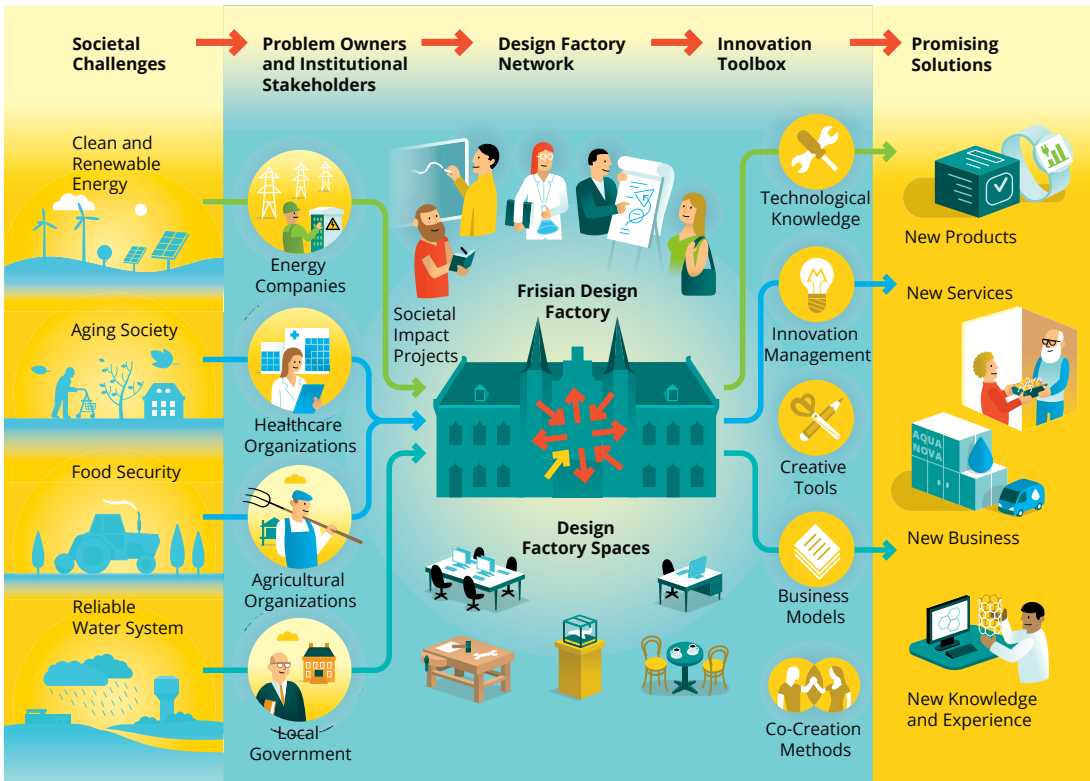 Societal
Challenges
Problem Owners
and Institutional
Stakeholders
Design Factory
Network
Innovation
Toolbox
Promising
Solutions
Clean and
Renewable
Energy
Aging Society
Food Security
Reliable
Water System
Energy
Companies
Healthcare
Organizations
Agricultural
Organizations
Local
Government
Societal
Impact
Projects
Frisian Design
Factory
Design
Factory Spaces
Technological
Knowledge
Innovation
Management
Creative
Tools
Business
Models
Co-Creation
Methods
New Products
New Services
AQUA
NOVA
New Business
New Knowledge
and Experience